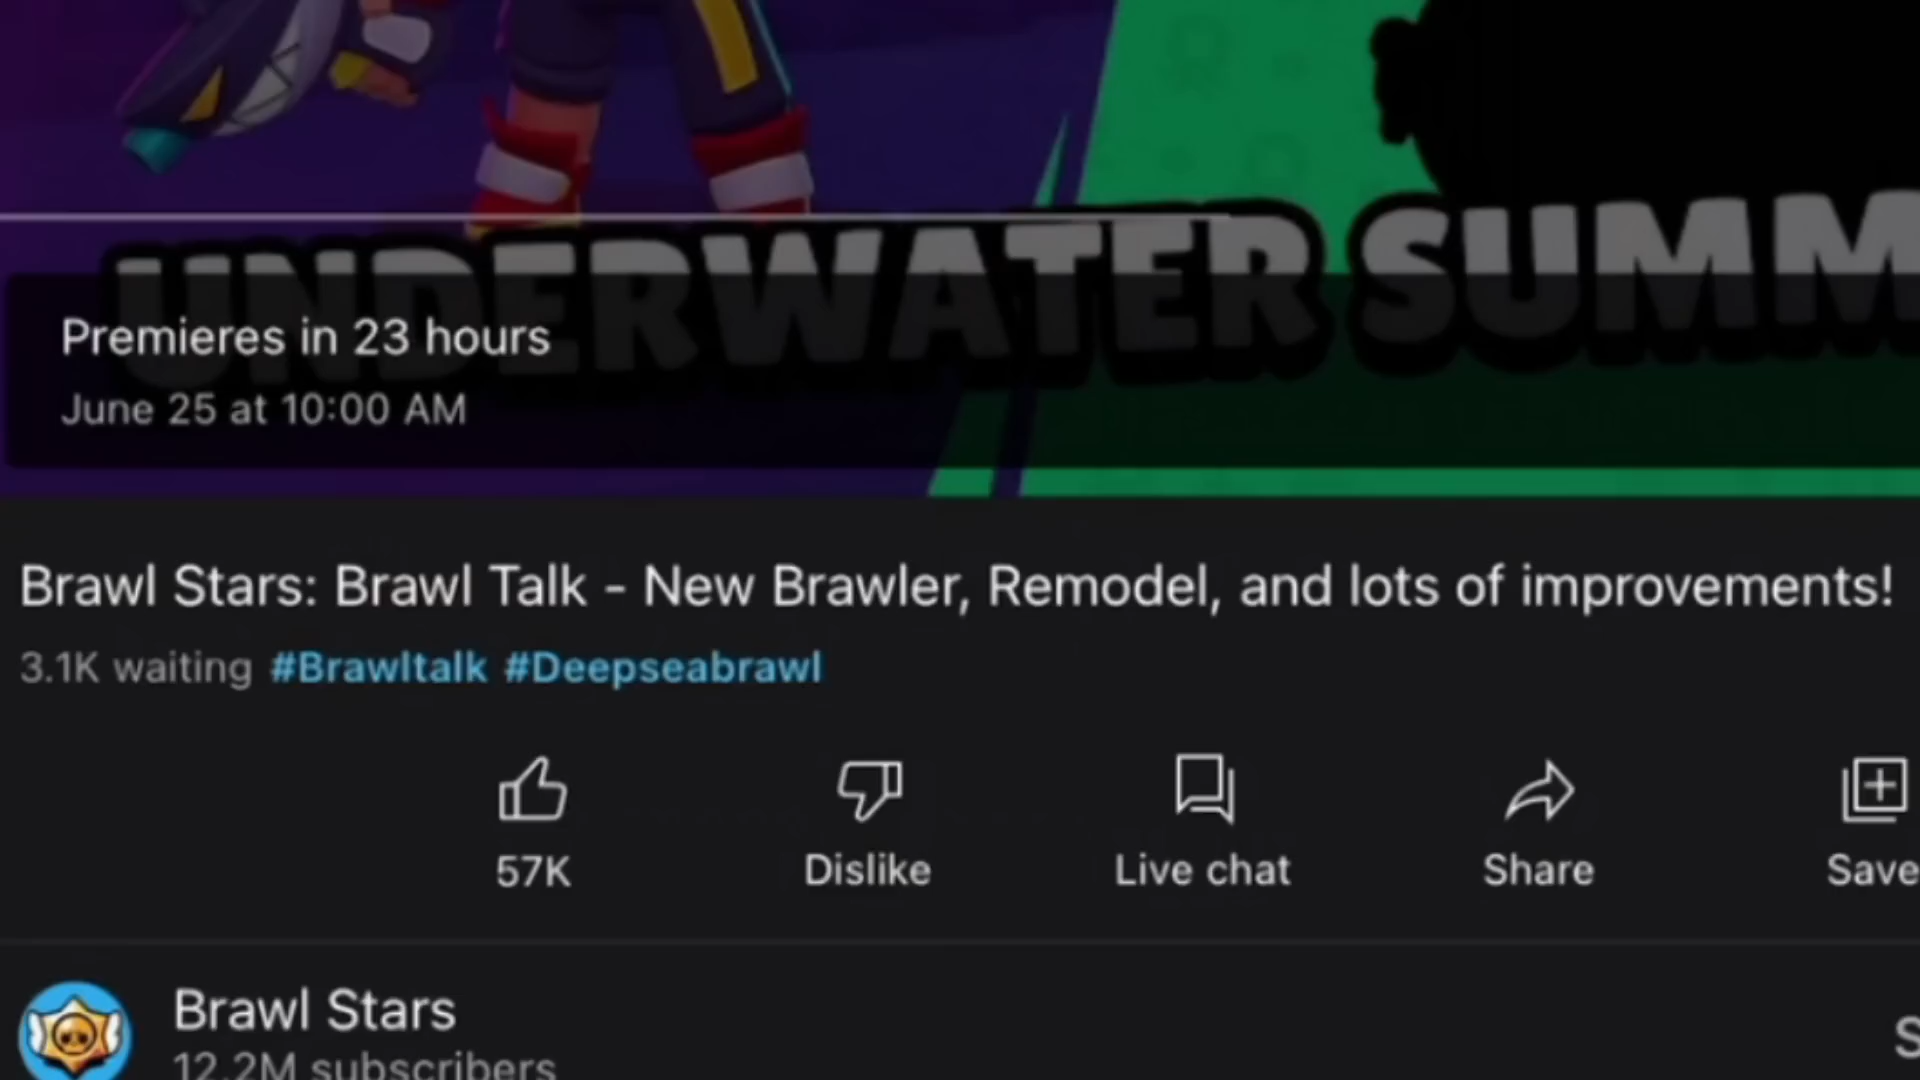 UNDERWATER SUMM
Premieres in 23 hours
June 25 at 10:00 AM
Brawl Stars: Brawl Talk - New Brawler, Remodel, and lots of improvements!
3.1K waiting #Brawltalk #Deepseabrawl
57K Dislike Live chat Share Save
Brawl Stars
12.2M subscribers
S